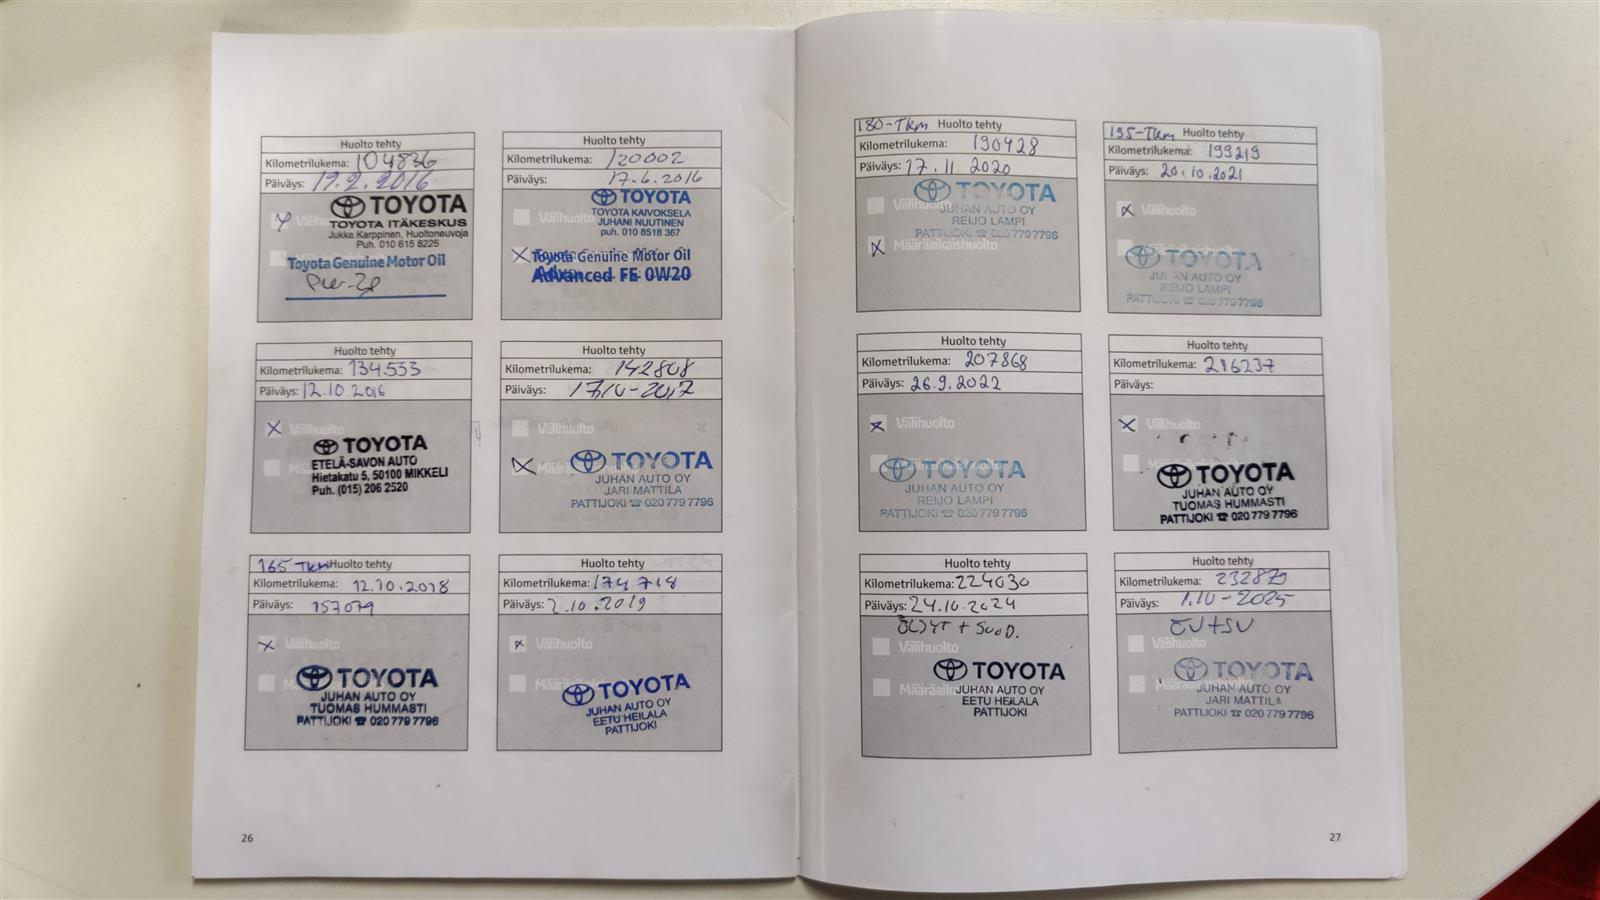 Huolto tehty
Kilometrilukema: 104836
Päiväys: 19.2.2016
Välihuolto
TOYOTA
TOYOTA ITÄKESKUS
Jukka Karppinen, Huoltoneuvoja
Puh. 010 615 8225
Toyota Genuine Motor Oil
Huolto tehty
Kilometrilukema: 120002
Päiväys: 17.6.2016
Välihuolto
TOYOTA
TOYOTA KAIVOKSELA
JUHANI NUUTINEN
puh. 010 8518 367
Toyota Genuine Motor Oil
Advanced FE 0W20
Huolto tehty
Kilometrilukema: 134553
Päiväys: 12.10.2016
Välihuolto
TOYOTA
ETELÄ-SAVON AUTO
Hietakatu 5, 50100 MIKKELI
Puh. (015) 206 2520
Huolto tehty
Kilometrilukema: 142808
Päiväys: 17.10-2017
Välihuolto
TOYOTA
JUHAN AUTO OY
JARI MATTILA
PATTIJOKI ☎ 020 779 7796
165 TKM Huolto tehty
Kilometrilukema: 12.10.2018
Päiväys: 157079
Välihuolto
TOYOTA
JUHAN AUTO OY
TUOMAS HUMMASTI
PATTIJOKI ☎ 020 779 7796
Huolto tehty
Kilometrilukema: 174718
Päiväys: 2.10.2019
Välihuolto
TOYOTA
JUHAN AUTO OY
EETU HEILALA
PATTIJOKI
26
180-Tkm Huolto tehty
Kilometrilukema: 190428
Päiväys: 17.11.2020
Välihuolto
TOYOTA
JUHAN AUTO OY
REIJO LAMPI
PATTIJOKI ☎ 020 779 7796
Määräaikaishuolto
195-Tkm Huolto tehty
Kilometrilukema: 199219
Päiväys: 20.10.2021
Välihuolto
TOYOTA
JUHAN AUTO OY
REIJO LAMPI
PATTIJOKI ☎ 020 779 7796
Huolto tehty
Kilometrilukema: 207868
Päiväys: 26.9.2022
Välihuolto
TOYOTA
JUHAN AUTO OY
REIJO LAMPI
PATTIJOKI ☎ 020 779 7796
Huolto tehty
Kilometrilukema: 216237
Päiväys:
Välihuolto
TOYOTA
JUHAN AUTO OY
TUOMAS HUMMASTI
PATTIJOKI ☎ 020 779 7796
Huolto tehty
Kilometrilukema: 224030
Päiväys: 24.10.2024
ÖLJYT + SUOD.
Välihuolto
TOYOTA
JUHAN AUTO OY
EETU HEILALA
PATTIJOKI
Huolto tehty
Kilometrilukema: 232879
Päiväys: 1.10-2025
Välihuolto
TOYOTA
Määräaikaishuolto
JUHAN AUTO OY
JARI MATTILA
PATTIJOKI ☎ 020 779 7796
27